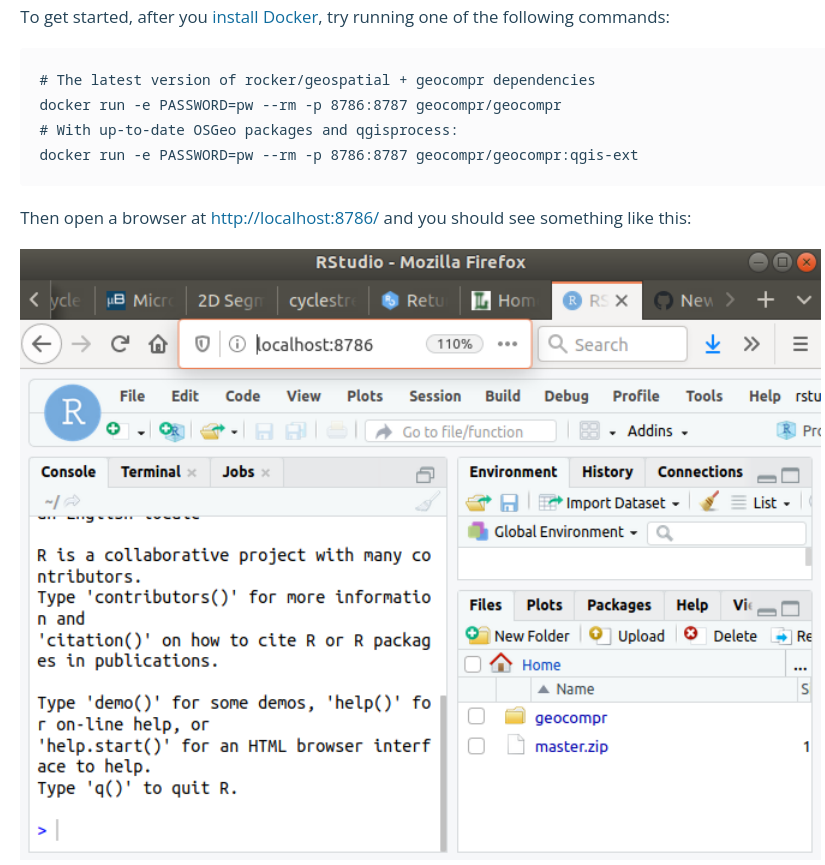 To get started, after you install Docker, try running one of the following commands:
# The latest version of rocker/geospatial + geocompr dependencies
docker run -e PASSWORD=pw --rm -p 8786:8787 geocompr/geocompr
# With up-to-date OSGeo packages and qgisprocess:
docker run -e PASSWORD=pw --rm -p 8786:8787 geocompr/geocompr:qgis-ext
Then open a browser at http://localhost:8786/ and you should see something like this:
RStudio - Mozilla Firefox
ycle µB Micro 2D Segn cyclestr Retu Hom R RS New
localhost:8786 110% Search
R File Edit Code View Plots Session Build Debug Profile Tools Help rstu
Go to file/function Addins Pro
Console Terminal Jobs
~/
R is a collaborative project with many co
ntributors.
Type 'contributors()' for more informatio
n and
'citation()' on how to cite R or R packag
es in publications.
Type 'demo()' for some demos, 'help()' fo
r on-line help, or
'help.start()' for an HTML browser interf
ace to help.
Type 'q()' to quit R.
>
Environment History Connections
Import Dataset List
Global Environment
Files Plots Packages Help Vi
New Folder Upload Delete Re
Home ...
Name S
geocompr
master.zip 1